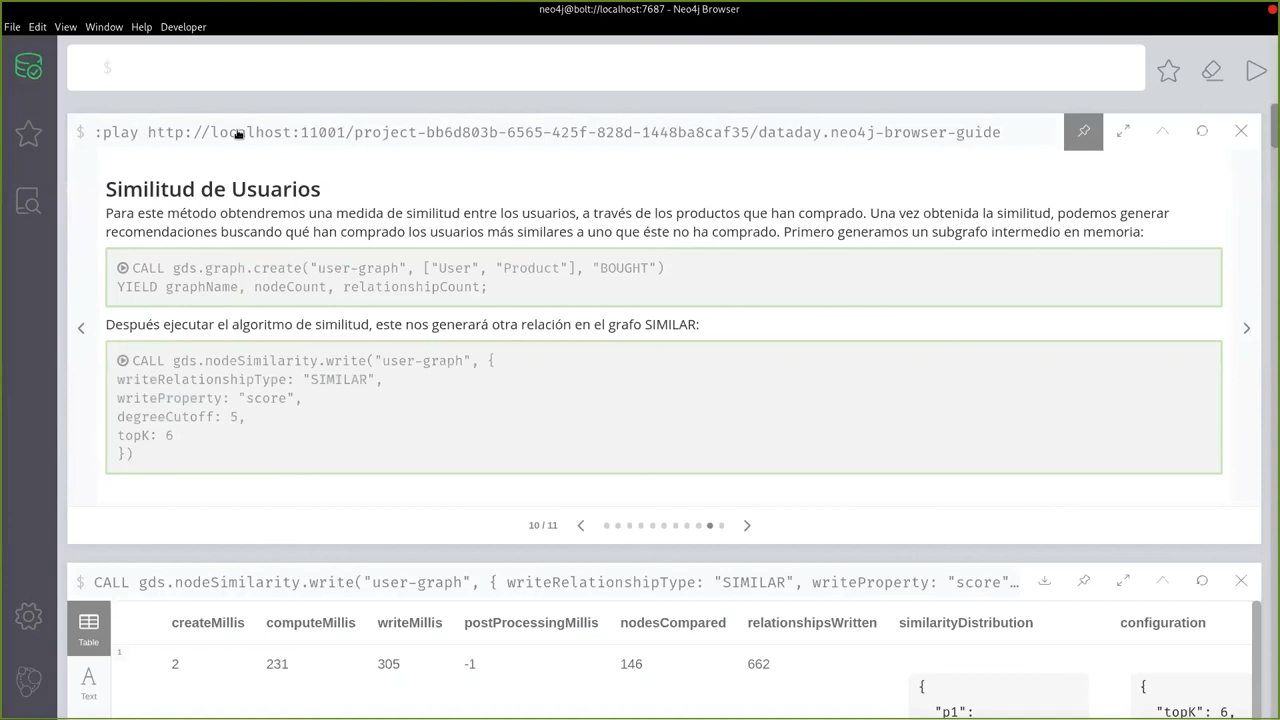 neo4j@bolt://localhost:7687 - Neo4j Browser
File Edit View Window Help Developer
$
$ :play http://localhost:11001/project-bb6d803b-6565-425f-828d-1448ba8caf35/dataday.neo4j-browser-guide
Similitud de Usuarios
Para este método obtendremos una medida de similitud entre los usuarios, a través de los productos que han comprado. Una vez obtenida la similitud, podemos generar
recomendaciones buscando qué han comprado los usuarios más similares a uno que éste no ha comprado. Primero generamos un subgrafo intermedio en memoria:
CALL gds.graph.create("user-graph", ["User", "Product"], "BOUGHT")
YIELD graphName, nodeCount, relationshipCount;
Después ejecutar el algoritmo de similitud, este nos generará otra relación en el grafo SIMILAR:
CALL gds.nodeSimilarity.write("user-graph", {
writeRelationshipType: "SIMILAR",
writeProperty: "score",
degreeCutoff: 5,
topK: 6
})
10 / 11
$ CALL gds.nodeSimilarity.write("user-graph", { writeRelationshipType: "SIMILAR", writeProperty: "score"…
Table
Text
createMillis computeMillis writeMillis postProcessingMillis nodesCompared relationshipsWritten similarityDistribution configuration
1
2 231 305 -1 146 662
{ {
"p1": "topK": 6,